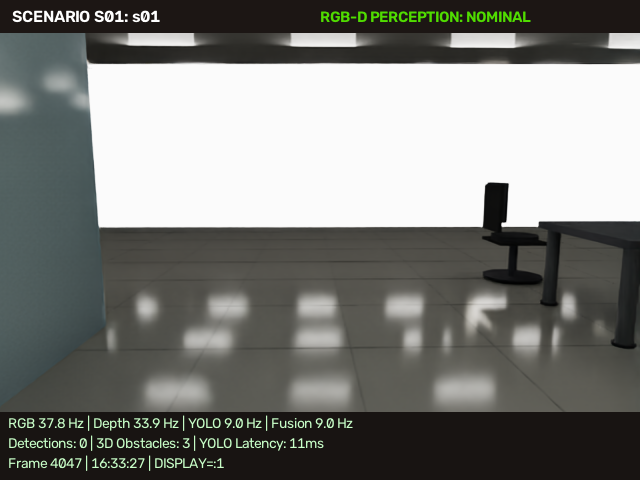 SCENARIO S01: s01
RGB-D PERCEPTION: NOMINAL
RGB 37.8 Hz | Depth 33.9 Hz | YOLO 9.0 Hz | Fusion 9.0 Hz
Detections: 0 | 3D Obstacles: 3 | YOLO Latency: 11ms
Frame 4047 | 16:33:27 | DISPLAY=:1